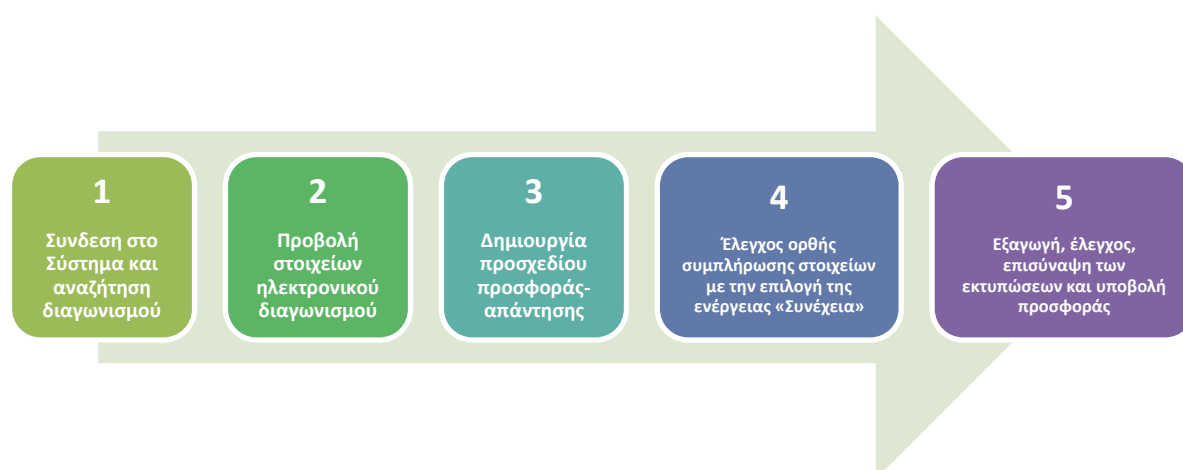 1
Συνδεση στο
Σύστημα και
αναζήτηση
διαγωνισμού
2
Προβολή
στοιχείων
ηλεκτρονικού
διαγωνισμού
3
Δημιουργία
προσχεδίου
προσφοράς-
απάντησης
4
Έλεγχος ορθής
συμπλήρωσης στοιχείων
με την επιλογή της
ενέργειας «Συνέχεια»
5
Εξαγωγή, έλεγχος,
επισύναψη των
εκτυπώσεων και υποβολή
προσφοράς